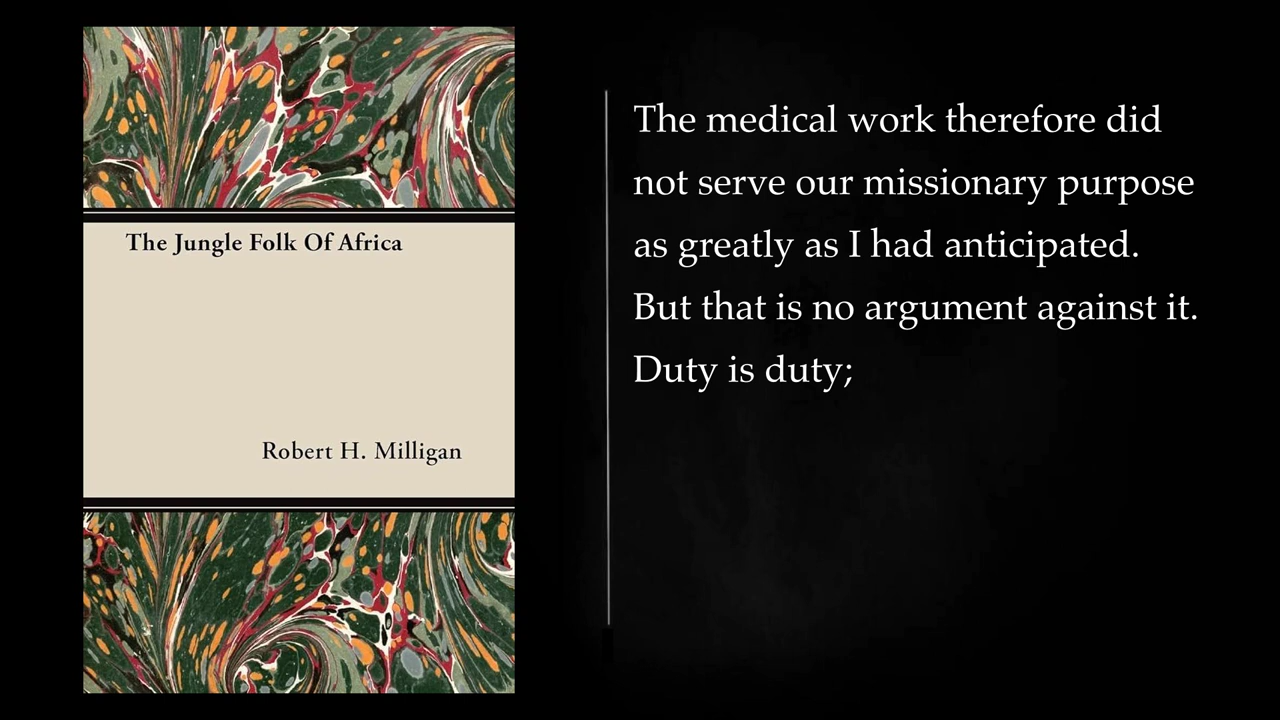 The Jungle Folk Of Africa
Robert H. Milligan
The medical work therefore did
not serve our missionary purpose
as greatly as I had anticipated.
But that is no argument against it.
Duty is duty;